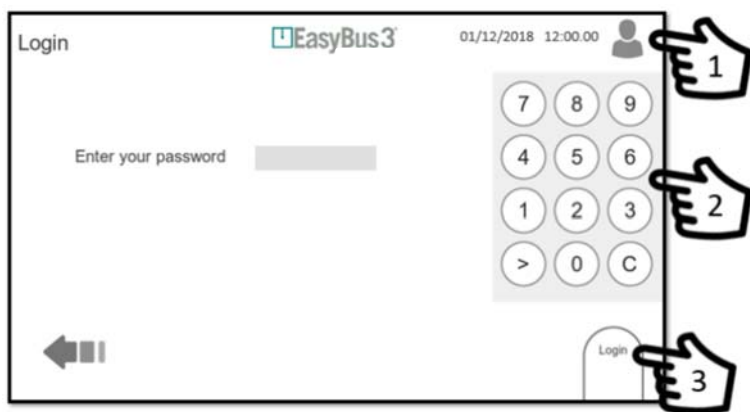 Login
EasyBus3
01/12/2018 12:00.00
1
Enter your password
7 8 9
4 5 6
1 2 3
> 0 C
2
Login
3